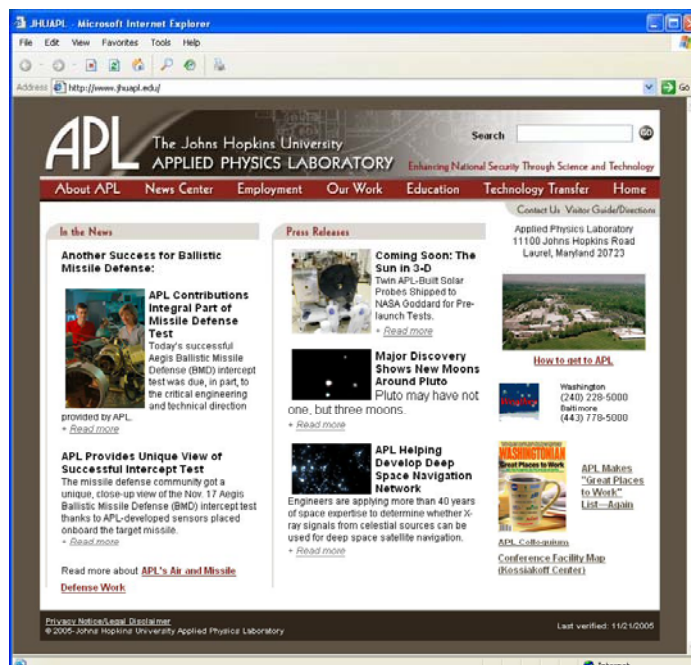 JHUAPL - Microsoft Internet Explorer
File Edit View Favorites Tools Help
Address http://www.jhuapl.edu/ Go
APL The Johns Hopkins University
APPLIED PHYSICS LABORATORY
Search GO
Enhancing National Security Through Science and Technology
About APL News Center Employment Our Work Education Technology Transfer Home
Contact Us Visitor Guide/Directions
In the News
Another Success for Ballistic
Missile Defense:
APL Contributions
Integral Part of
Missile Defense
Test
Today's successful
Aegis Ballistic Missile
Defense (BMD) intercept
test was due, in part, to
the critical engineering
and technical direction
provided by APL.
+ Read more
APL Provides Unique View of
Successful Intercept Test
The missile defense community got a
unique, close-up view of the Nov. 17 Aegis
Ballistic Missile Defense (BMD) intercept test
thanks to APL-developed sensors placed
onboard the target missile.
+ Read more
Read more about APL's Air and Missile
Defense Work
Press Releases
Coming Soon: The
Sun in 3-D
Twin APL-Built Solar
Probes Shipped to
NASA Goddard for Pre-
launch Tests.
+ Read more
Major Discovery
Shows New Moons
Around Pluto
Pluto may have not
one, but three moons.
+ Read more
APL Helping
Develop Deep
Space Navigation
Network
Engineers are applying more than 40 years
of space expertise to determine whether X-
ray signals from celestial sources can be
used for deep space satellite navigation.
+ Read more
Applied Physics Laboratory
11100 Johns Hopkins Road
Laurel, Maryland 20723
How to get to APL
Washington
(240) 228-5000
Baltimore
(443) 778-5000
WASHINGTONIAN
Great Places to Work
APL Makes
"Great Places
to Work"
List—Again
APL Colloquium
Conference Facility Map
(Kossiakoff Center)
Privacy Notice/Legal Disclaimer
© 2005-Johns Hopkins University Applied Physics Laboratory
Last verified: 11/21/2005
Internet